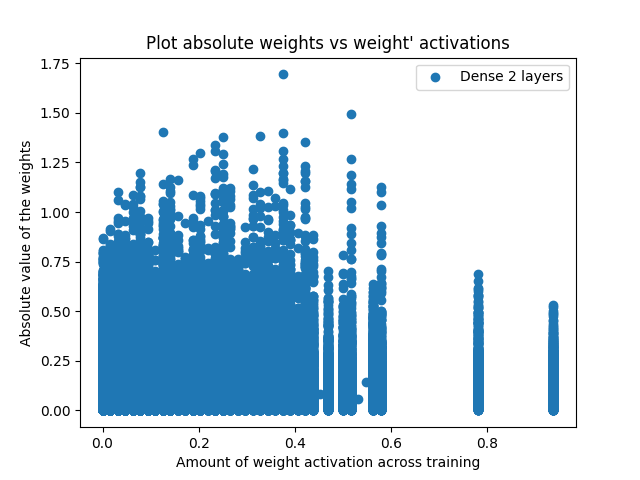 Plot absolute weights vs weight' activations
Dense 2 layers
Absolute value of the weights
1.75
1.50
1.25
1.00
0.75
0.50
0.25
0.00
0.0 0.2 0.4 0.6 0.8
Amount of weight activation across training